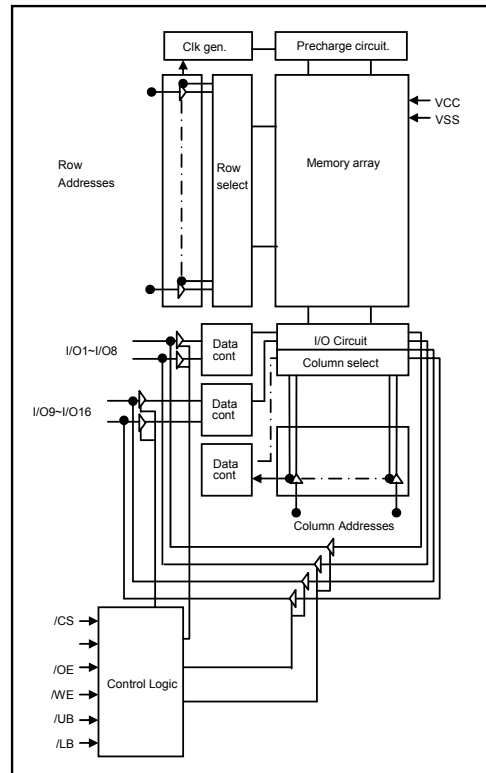 Clk gen.
Precharge circuit.
VCC
VSS
Row
Addresses
Row
select
Memory array
I/O1~I/O8
Data
cont
I/O Circuit
Column select
I/O9~I/O16
Data
cont
Data
cont
Column Addresses
/CS
/OE
/WE
/UB
/LB
Control Logic